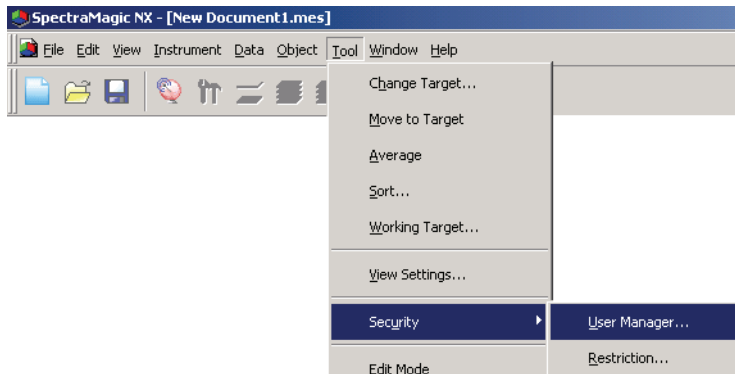 SpectraMagic NX - [New Document1.mes]
File Edit View Instrument Data Object Tool Window Help
Change Target...
Move to Target
Average
Sort...
Working Target...
View Settings...
Security
User Manager...
Restriction...
Edit Mode